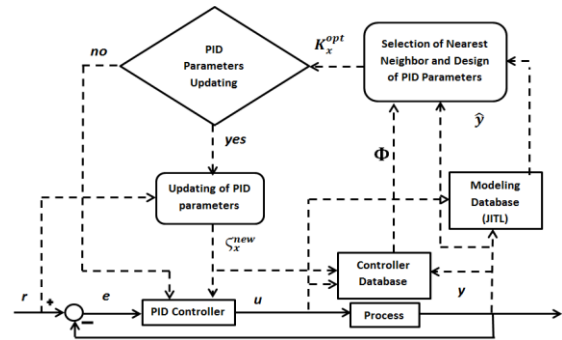 no
PID
Parameters
Updating
K_x^{opt}
Selection of Nearest
Neighbor and Design
of PID Parameters
yes
ŷ
Φ
Updating of PID
parameters
Modeling
Database
(JITL)
ς_x^{new}
Controller
Database
r
+
−
e
PID Controller
u
Process
y